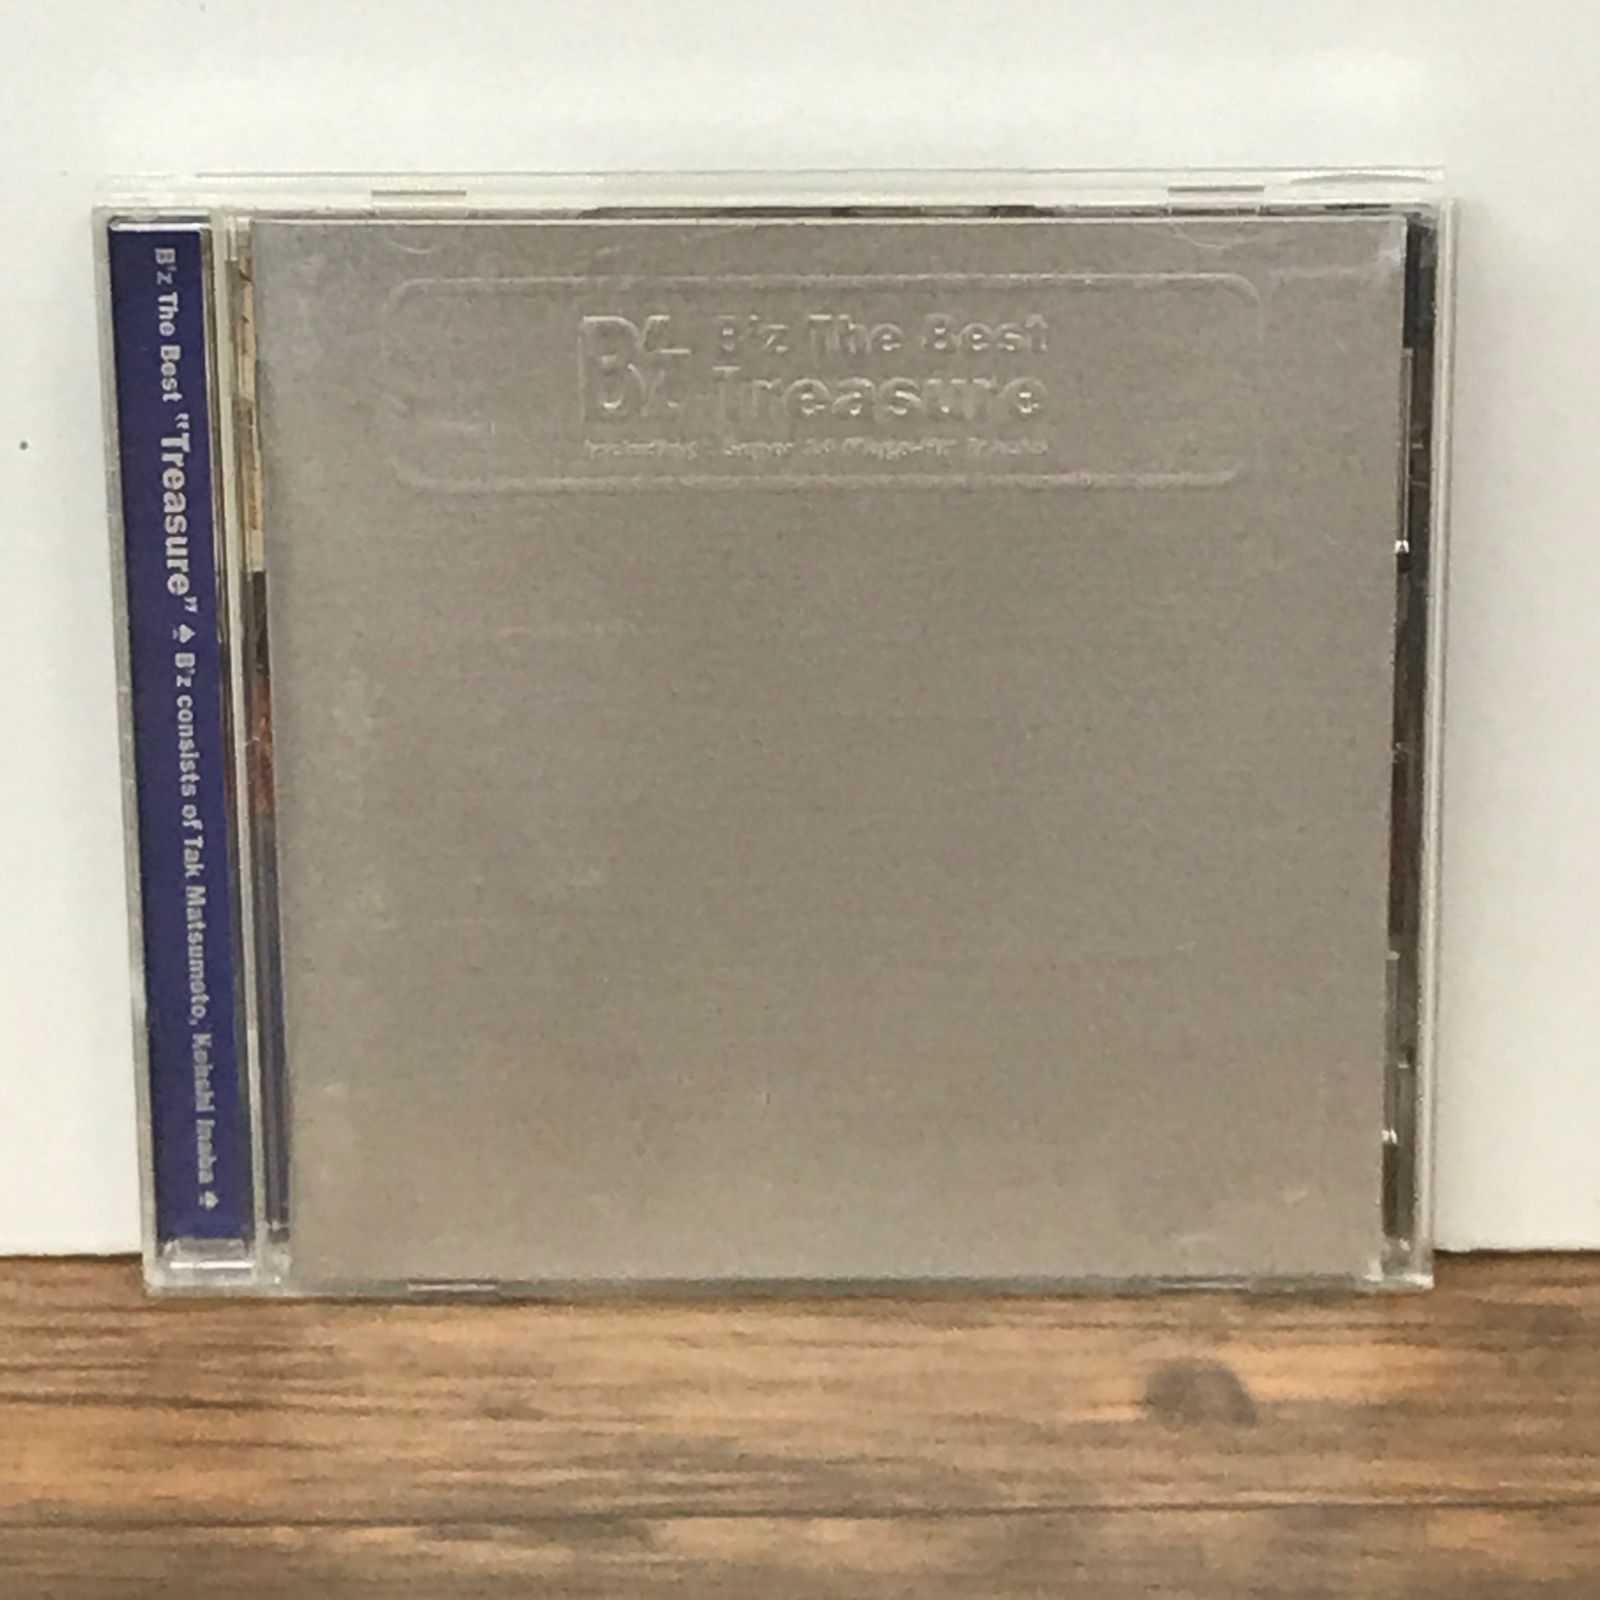 B'z The Best "Treasure" ♠ B'z consists of Tak Matsumoto, Koshi Inaba ♠
B'z B'z The Best
Treasure